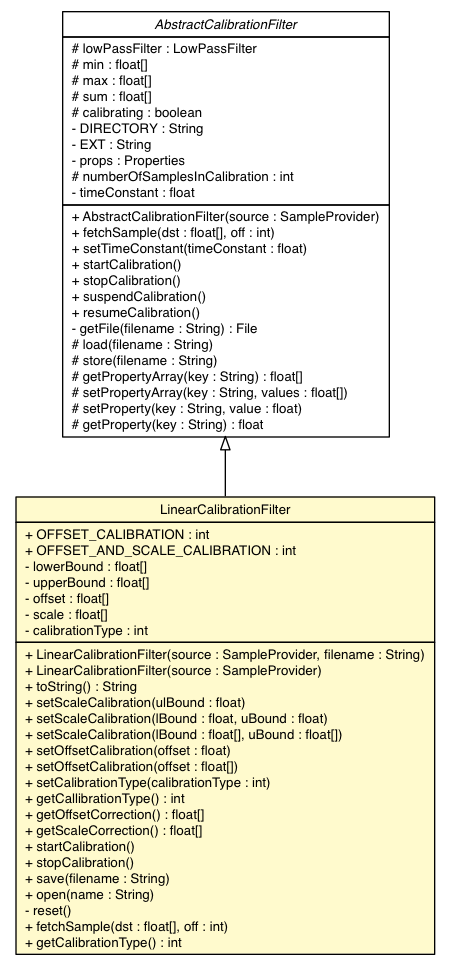 AbstractCalibrationFilter
# lowPassFilter : LowPassFilter
# min : float[]
# max : float[]
# sum : float[]
# calibrating : boolean
- DIRECTORY : String
- EXT : String
- props : Properties
# numberOfSamplesInCalibration : int
- timeConstant : float
+ AbstractCalibrationFilter(source : SampleProvider)
+ fetchSample(dst : float[], off : int)
+ setTimeConstant(timeConstant : float)
+ startCalibration()
+ stopCalibration()
+ suspendCalibration()
+ resumeCalibration()
- getFile(filename : String) : File
# load(filename : String)
# store(filename : String)
# getPropertyArray(key : String) : float[]
# setPropertyArray(key : String, values : float[])
# setProperty(key : String, value : float)
# getProperty(key : String) : float
LinearCalibrationFilter
+ OFFSET_CALIBRATION : int
+ OFFSET_AND_SCALE_CALIBRATION : int
- lowerBound : float[]
- upperBound : float[]
- offset : float[]
- scale : float[]
- calibrationType : int
+ LinearCalibrationFilter(source : SampleProvider, filename : String)
+ LinearCalibrationFilter(source : SampleProvider)
+ toString() : String
+ setScaleCalibration(ulBound : float)
+ setScaleCalibration(lBound : float, uBound : float)
+ setScaleCalibration(lBound : float[], uBound : float[])
+ setOffsetCalibration(offset : float)
+ setOffsetCalibration(offset : float[])
+ setCalibrationType(calibrationType : int)
+ getCallibrationType() : int
+ getOffsetCorrection() : float[]
+ getScaleCorrection() : float[]
+ startCalibration()
+ stopCalibration()
+ save(filename : String)
+ open(name : String)
- reset()
+ fetchSample(dst : float[], off : int)
+ getCalibrationType() : int